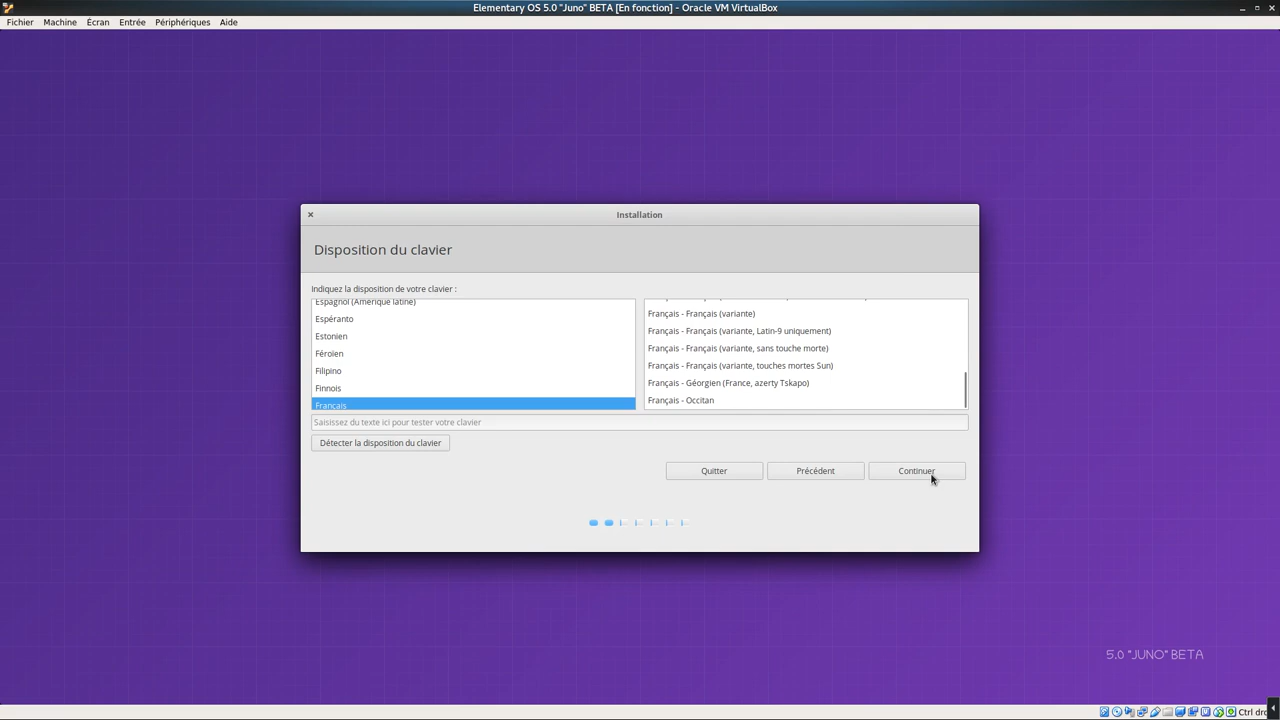 Elementary OS 5.0 "Juno" BETA [En fonction] - Oracle VM VirtualBox
Fichier Machine Écran Entrée Périphériques Aide
Installation
Disposition du clavier
Indiquez la disposition de votre clavier :
Espagnol (Amérique latine)
Espéranto
Estonien
Féroïen
Filipino
Finnois
Français
Français - Français (variante)
Français - Français (variante, Latin-9 uniquement)
Français - Français (variante, sans touche morte)
Français - Français (variante, touches mortes Sun)
Français - Géorgien (France, azerty Tskapo)
Français - Occitan
Saisissez du texte ici pour tester votre clavier
Détecter la disposition du clavier
Quitter Précédent Continuer
5.0 "JUNO" BETA
Ctrl dro